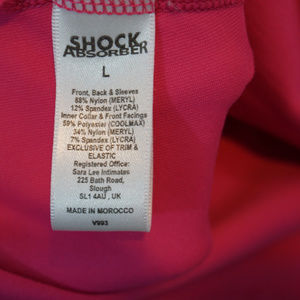 SHOCK
ABSORBER
L
Front, Back & Sleeves
88% Nylon (MERYL)
12% Spandex (LYCRA)
Inner Collar & Front Facings
59% Polyester (COOLMAX)
34% Nylon (MERYL)
7% Spandex (LYCRA)
EXCLUSIVE OF TRIM &
ELASTIC
Registered Office:
Sara Lee Intimates
225 Bath Road,
Slough
SL1 4AU , UK
MADE IN MOROCCO
V993